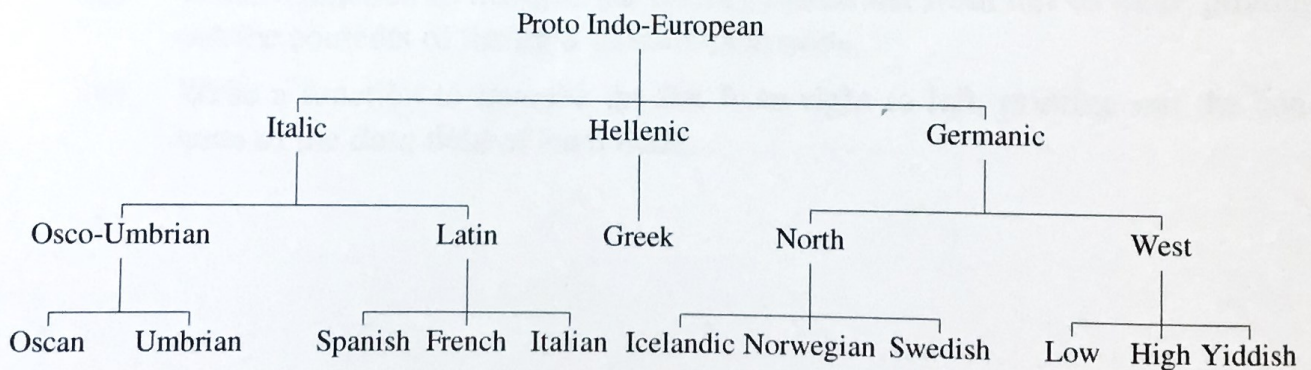 Proto Indo-European
Italic Hellenic Germanic
Osco-Umbrian Latin Greek North West
Oscan Umbrian Spanish French Italian Icelandic Norwegian Swedish Low High Yiddish